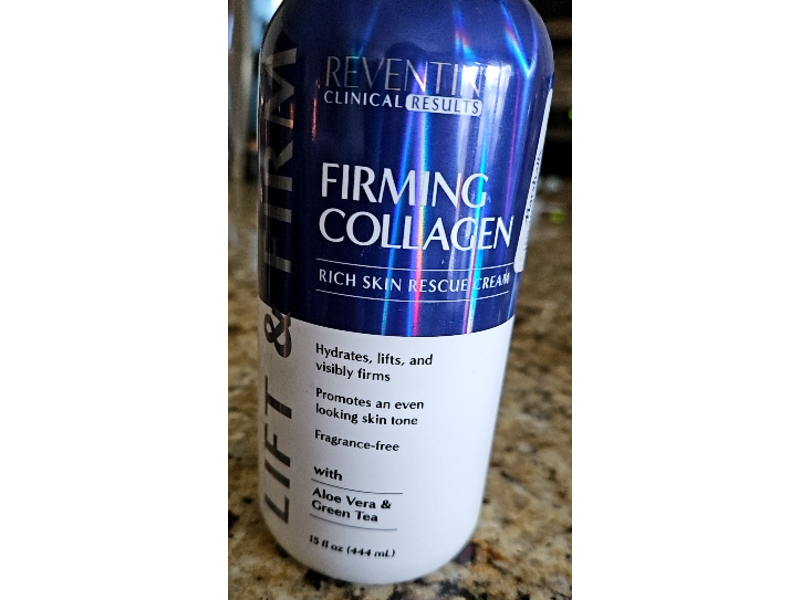 REVENTIN
CLINICAL RESULTS
FIRMING
COLLAGEN
RICH SKIN RESCUE CREAM
LIFT & FIRM
Hydrates, lifts, and
visibly firms
Promotes an even
looking skin tone
Fragrance-free
with
Aloe Vera &
Green Tea
15 fl oz (444 mL)